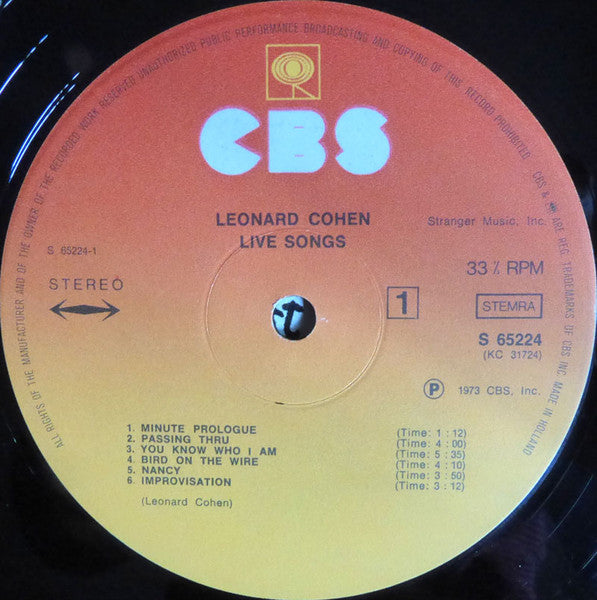 ALL RIGHTS OF THE MANUFACTURER AND OF THE OWNER OF THE RECORDED WORK RESERVED UNAUTHORIZED PUBLIC PERFORMANCE BROADCASTING AND COPYING OF THIS RECORD PROHIBITED. CBS & ARE REG. TRADEMARKS OF CBS INC. MADE IN HOLLAND
CBS
LEONARD COHEN
LIVE SONGS
Stranger Music, Inc.
S 65224-1
STEREO
33⅓ RPM
1
STEMRA
S 65224
(KC 31724)
℗ 1973 CBS, Inc.
1. MINUTE PROLOGUE (Time: 1 : 12)
2. PASSING THRU (Time: 4 : 00)
3. YOU KNOW WHO I AM (Time: 5 : 35)
4. BIRD ON THE WIRE (Time: 4 : 10)
5. NANCY (Time: 3 : 50)
6. IMPROVISATION (Time: 3 : 12)
(Leonard Cohen)